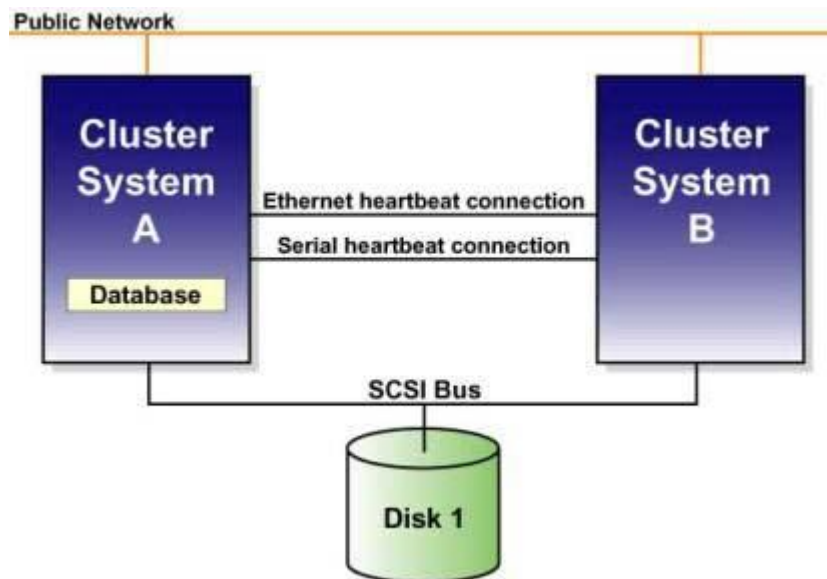 Public Network
Cluster
System
A
Cluster
System
B
Ethernet heartbeat connection
Serial heartbeat connection
Database
SCSI Bus
Disk 1